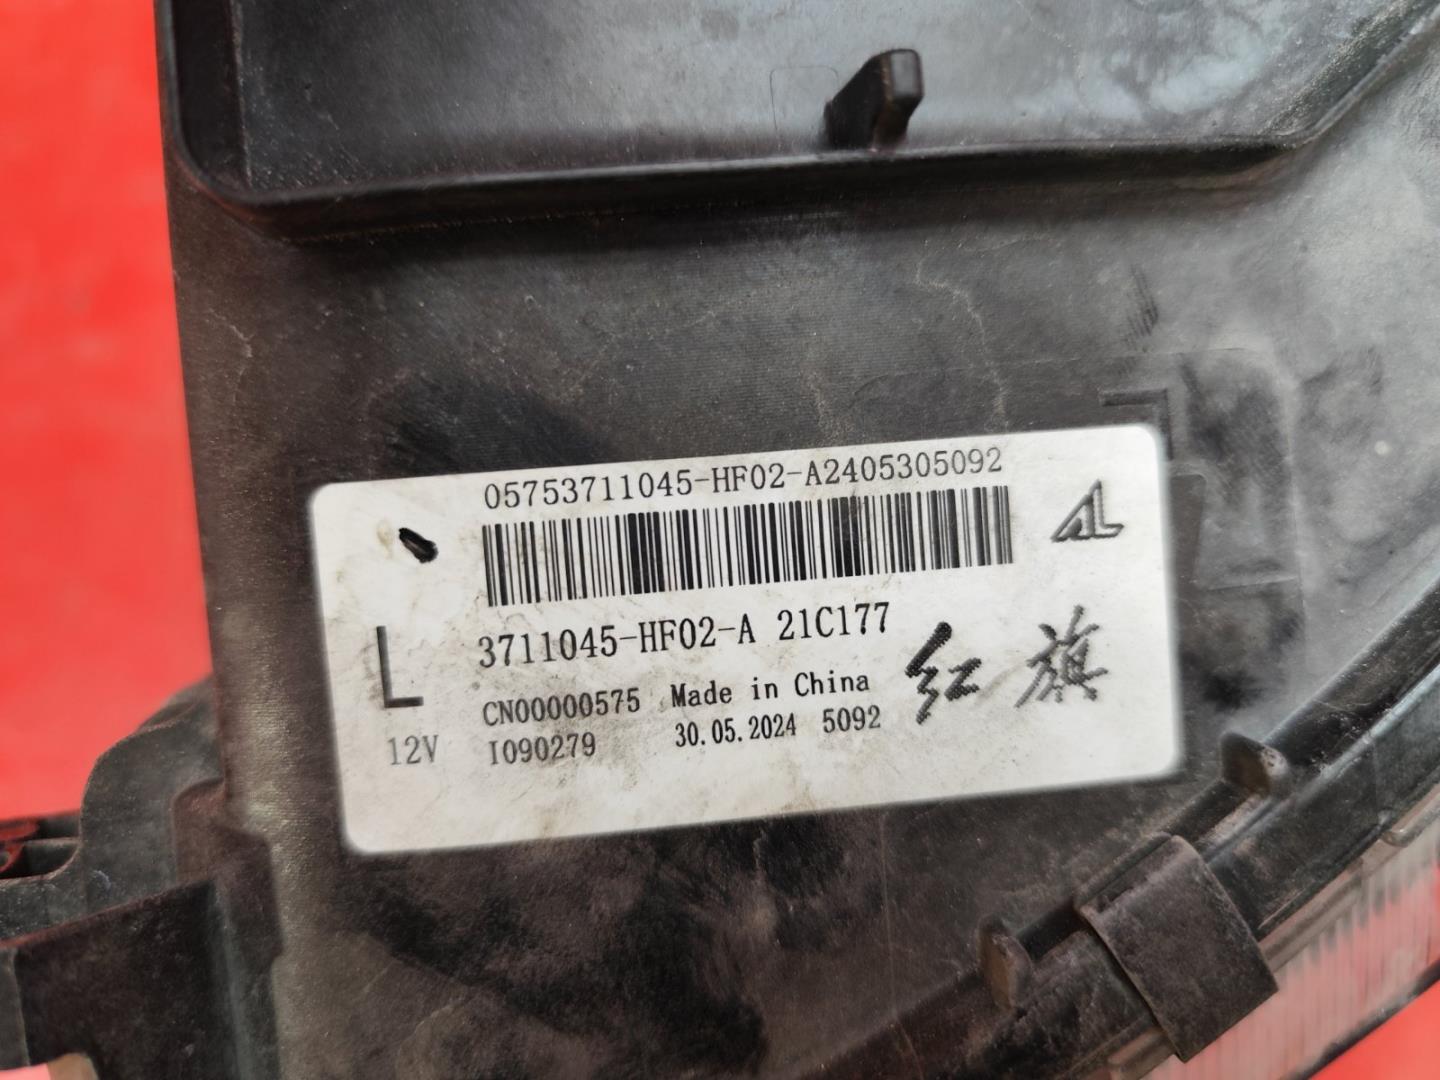 05753711045-HF02-A2405305092
L
3711045-HF02-A 21C177
CN00000575 Made in China
红旗
12V
I090279 30.05.2024 5092